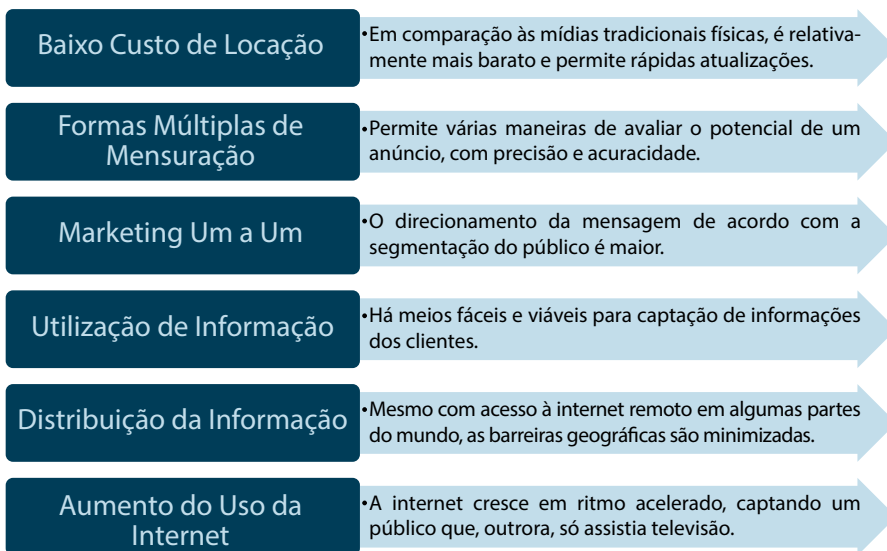 Baixo Custo de Locação
•Em comparação às mídias tradicionais físicas, é relativa-
mente mais barato e permite rápidas atualizações.
Formas Múltiplas de
Mensuração
•Permite várias maneiras de avaliar o potencial de um
anúncio, com precisão e acuracidade.
Marketing Um a Um
•O direcionamento da mensagem de acordo com a
segmentação do público é maior.
Utilização de Informação
•Há meios fáceis e viáveis para captação de informações
dos clientes.
Distribuição da Informação
•Mesmo com acesso à internet remoto em algumas partes
do mundo, as barreiras geográficas são minimizadas.
Aumento do Uso da
Internet
•A internet cresce em ritmo acelerado, captando um
público que, outrora, só assistia televisão.